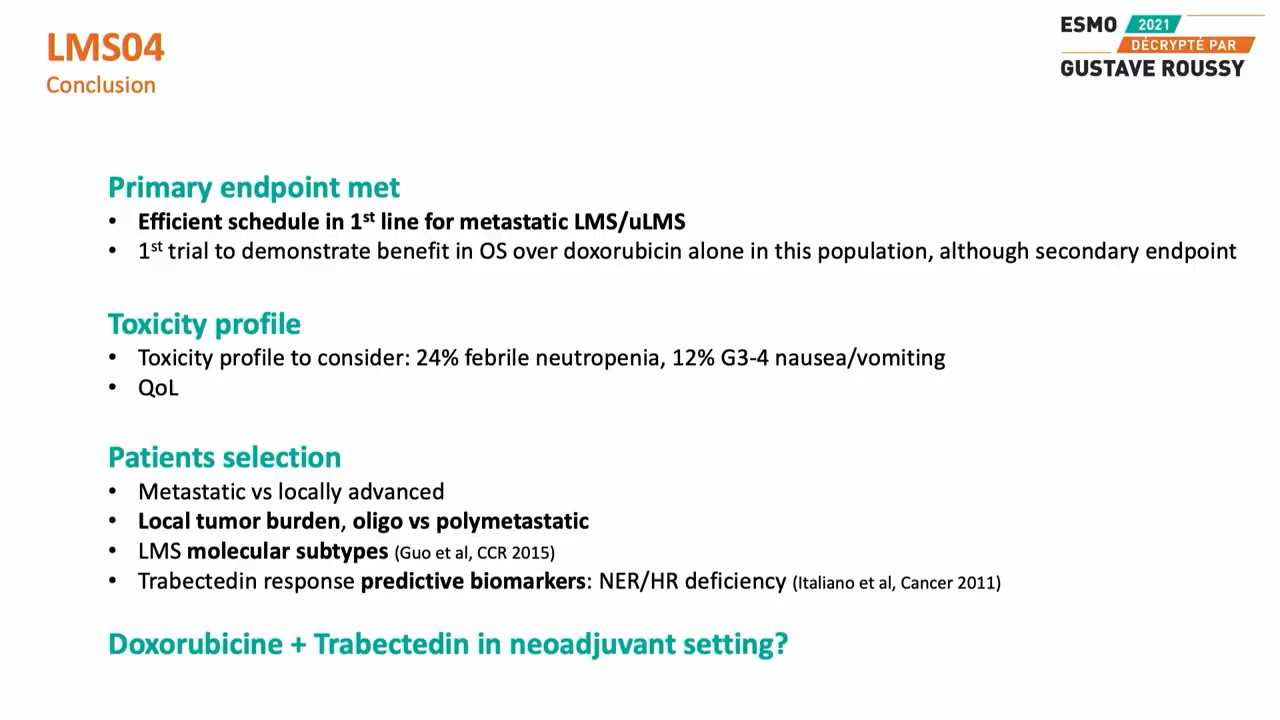 LMS04
Conclusion
ESMO 2021
DÉCRYPTÉ PAR
GUSTAVE ROUSSY
Primary endpoint met
• Efficient schedule in 1st line for metastatic LMS/uLMS
• 1st trial to demonstrate benefit in OS over doxorubicin alone in this population, although secondary endpoint
Toxicity profile
• Toxicity profile to consider: 24% febrile neutropenia, 12% G3-4 nausea/vomiting
• QoL
Patients selection
• Metastatic vs locally advanced
• Local tumor burden, oligo vs polymetastatic
• LMS molecular subtypes (Guo et al, CCR 2015)
• Trabectedin response predictive biomarkers: NER/HR deficiency (Italiano et al, Cancer 2011)
Doxorubicine + Trabectedin in neoadjuvant setting?